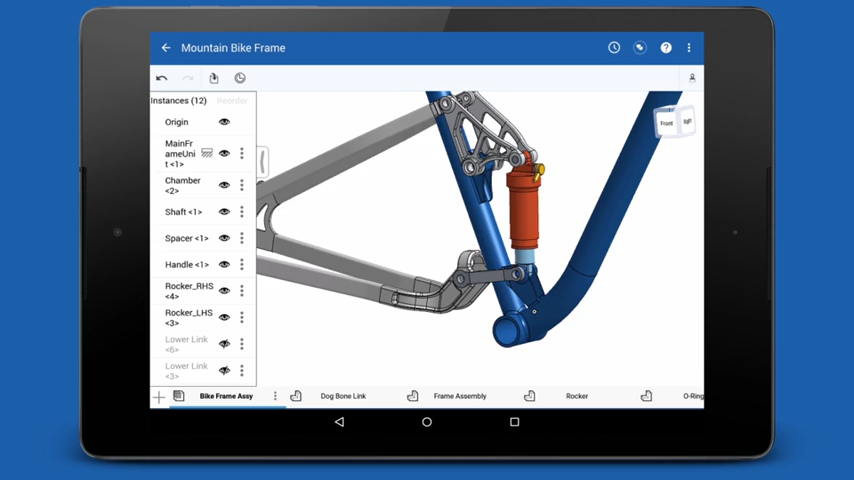 Mountain Bike Frame
Instances (12) Reorder
Origin
MainFr
ameUni
t <1>
Chamber
<2>
Shaft <1>
Spacer <1>
Handle <1>
Rocker_RHS
<4>
Rocker_LHS
<3>
Lower Link
<6>
Lower Link
<3>
Front
Bike Frame Assy Dog Bone Link Frame Assembly Rocker O-Ring